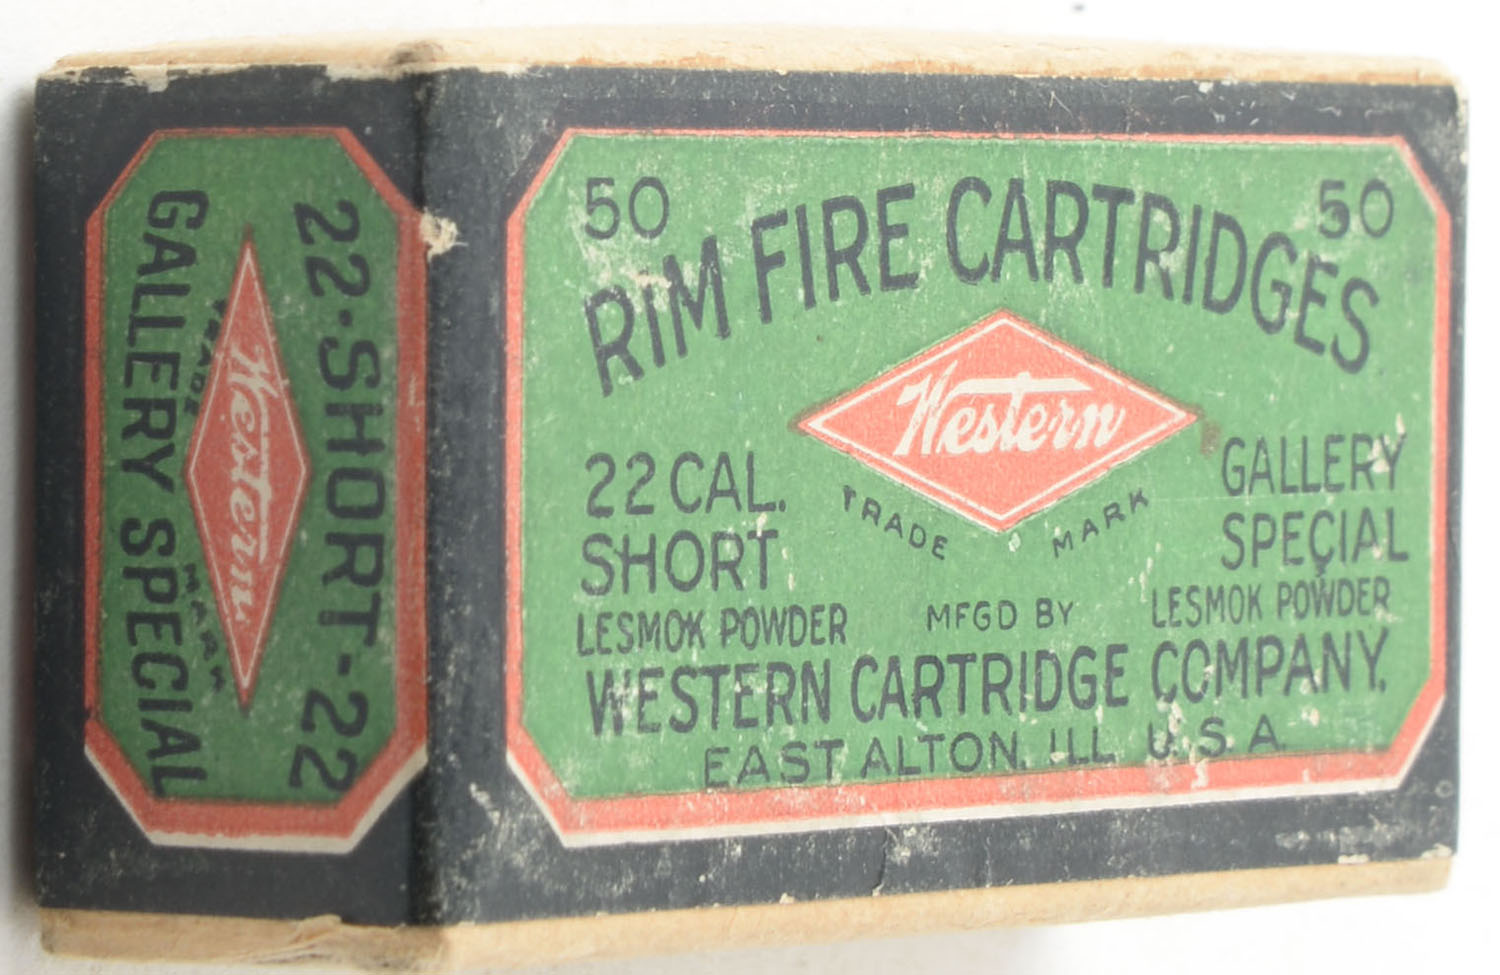 50 50
RIM FIRE CARTRIDGES
Western
TRADE MARK
22 CAL. GALLERY
SHORT SPECIAL
LESMOK POWDER MFGD BY LESMOK POWDER
WESTERN CARTRIDGE COMPANY.
EAST ALTON, ILL. U.S.A.
22-SHORT-22
Western
TRADE MARK
GALLERY SPECIAL